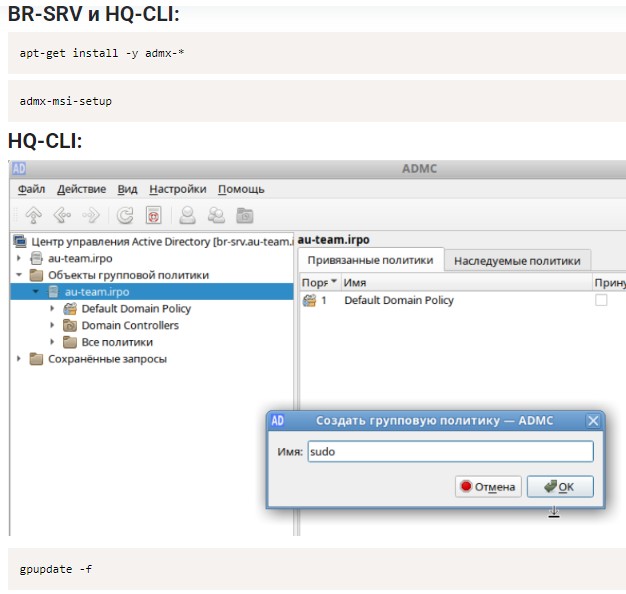 BR-SRV и HQ-CLI:
apt-get install -y admx-*
admx-msi-setup
HQ-CLI:
AD ADMC
Файл Действие Вид Настройки Помощь
Центр управления Active Directory [br-srv.au-team.i
au-team.irpo
Объекты групповой политики
au-team.irpo
Default Domain Policy
Domain Controllers
Все политики
Сохранённые запросы
au-team.irpo
Привязанные политики Наследуемые политики
Поря Имя Прину
1 Default Domain Policy
AD Создать групповую политику — ADMC
Имя: sudo
Отмена OK
gpupdate -f